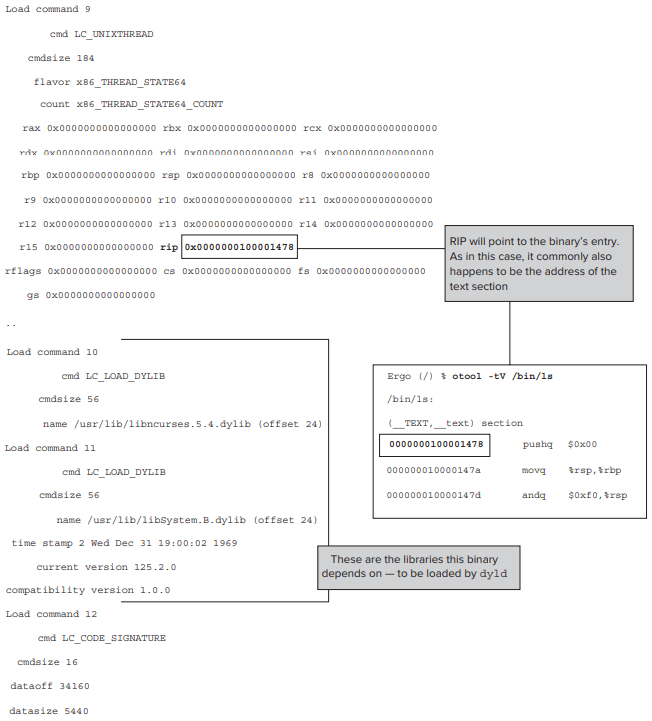 Load command 9
cmd LC_UNIXTHREAD
cmdsize 184
flavor x86_THREAD_STATE64
count x86_THREAD_STATE64_COUNT
rax 0x0000000000000000 rbx 0x0000000000000000 rcx 0x0000000000000000
rdx 0x0000000000000000 rdi 0x0000000000000000 rsi 0x0000000000000000
rbp 0x0000000000000000 rsp 0x0000000000000000 r8 0x0000000000000000
r9 0x0000000000000000 r10 0x0000000000000000 r11 0x0000000000000000
r12 0x0000000000000000 r13 0x0000000000000000 r14 0x0000000000000000
r15 0x0000000000000000 rip 0x0000000100001478
rflags 0x0000000000000000 cs 0x0000000000000000 fs 0x0000000000000000
gs 0x0000000000000000
RIP will point to the binary's entry.
As in this case, it commonly also
happens to be the address of the
text section
..
Load command 10
cmd LC_LOAD_DYLIB
cmdsize 56
name /usr/lib/libncurses.5.4.dylib (offset 24)
Load command 11
cmd LC_LOAD_DYLIB
cmdsize 56
name /usr/lib/libSystem.B.dylib (offset 24)
time stamp 2 Wed Dec 31 19:00:02 1969
current version 125.2.0
compatibility version 1.0.0
Ergo (/) % otool -tV /bin/ls
/bin/ls:
(__TEXT,__text) section
0000000100001478 pushq $0x00
000000010000147a movq %rsp,%rbp
000000010000147d andq $0xf0,%rsp
These are the libraries this binary
depends on — to be loaded by dyld
Load command 12
cmd LC_CODE_SIGNATURE
cmdsize 16
dataoff 34160
datasize 5440